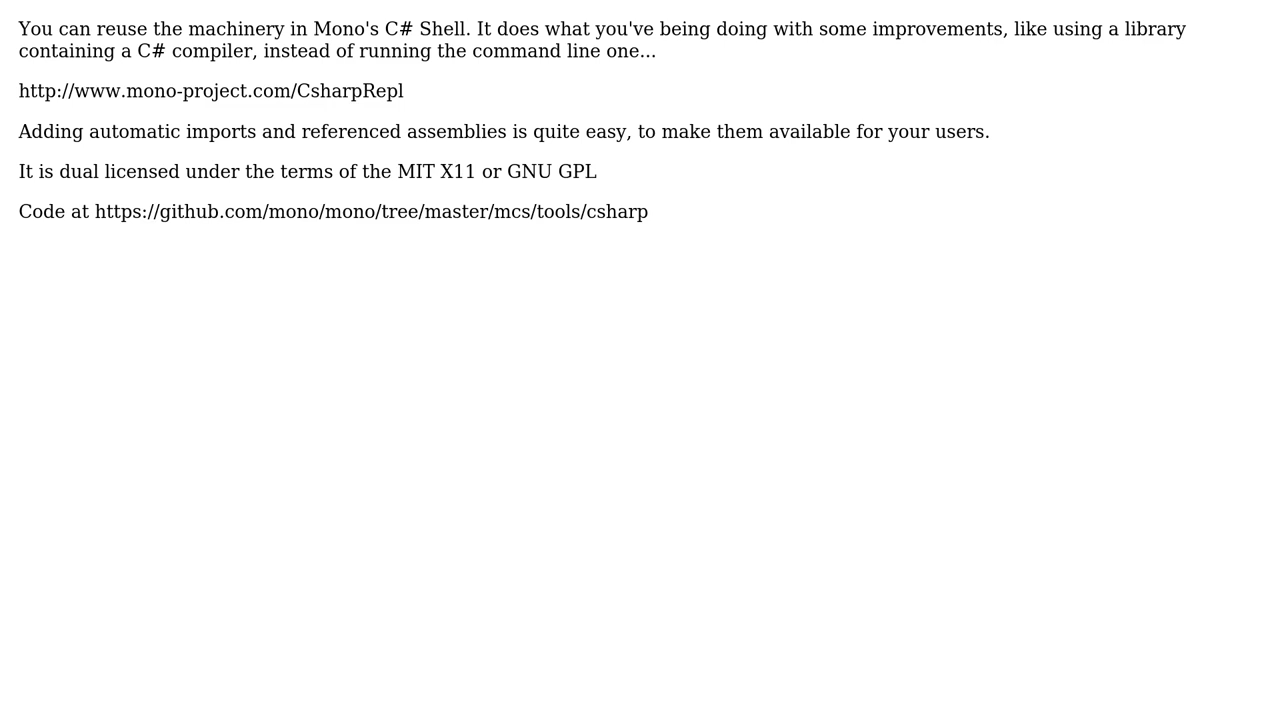 You can reuse the machinery in Mono's C# Shell. It does what you've being doing with some improvements, like using a library
containing a C# compiler, instead of running the command line one...
http://www.mono-project.com/CsharpRepl
Adding automatic imports and referenced assemblies is quite easy, to make them available for your users.
It is dual licensed under the terms of the MIT X11 or GNU GPL
Code at https://github.com/mono/mono/tree/master/mcs/tools/csharp